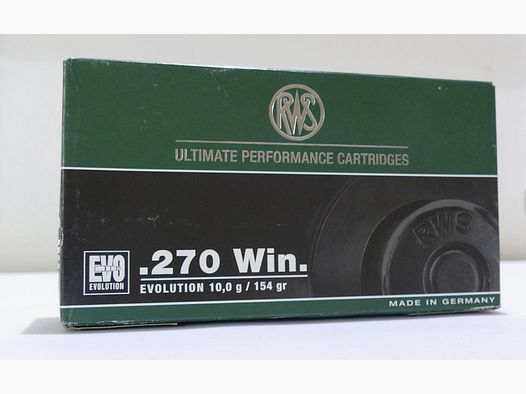 RWS
ULTIMATE PERFORMANCE CARTRIDGES
RWS
EVO
EVOLUTION
.270 Win.
EVOLUTION 10,0 g / 154 gr
MADE IN GERMANY